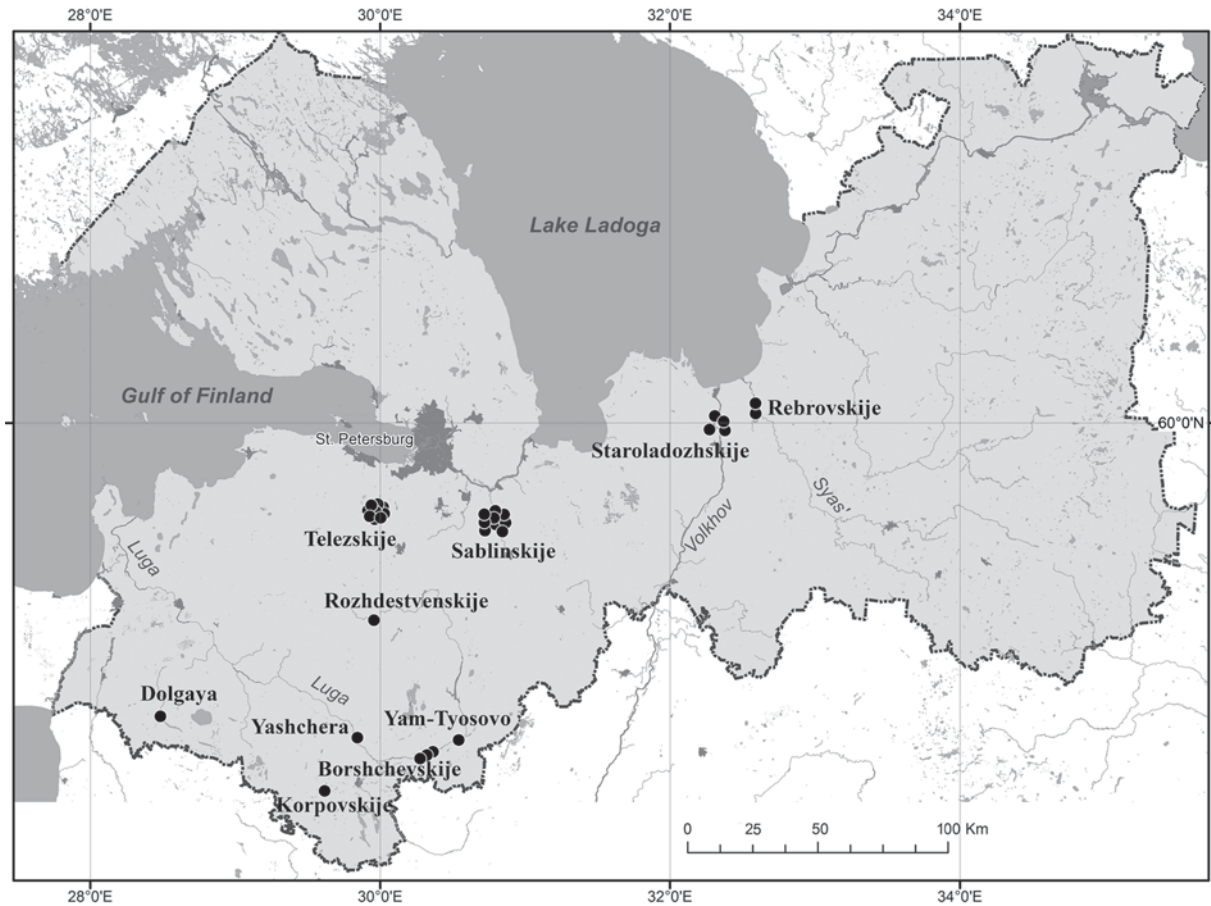 28°0'E 30°0'E 32°0'E 34°0'E
Lake Ladoga
Gulf of Finland
Rebrovskije
60°0'N
St. Petersburg
Staroladozhskije
Syas'
Volkhov
Telezskije
Sablinskije
Luga
Rozhdestvenskije
Luga
Dolgaya
Yashchera
Yam-Tyosovo
Borshchevskije
Korpovskije
0 25 50 100 Km
28°0'E 30°0'E 32°0'E 34°0'E